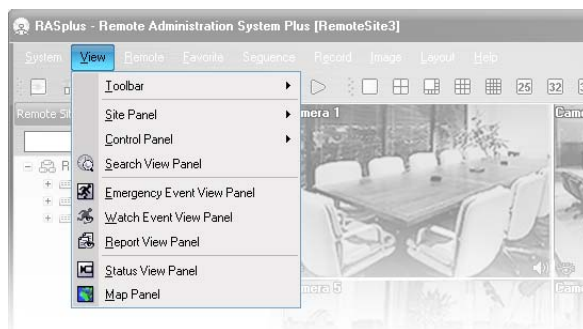 RASplus - Remote Administration System Plus [RemoteSite3]
System View Remote Favorite Sequence Record Image Layout Help
25 32
Toolbar
Remote Sit
Site Panel
mera 1
Cam
Control Panel
Search View Panel
R
Emergency Event View Panel
Watch Event View Panel
Report View Panel
Status View Panel
Map Panel
mera 5
Cam